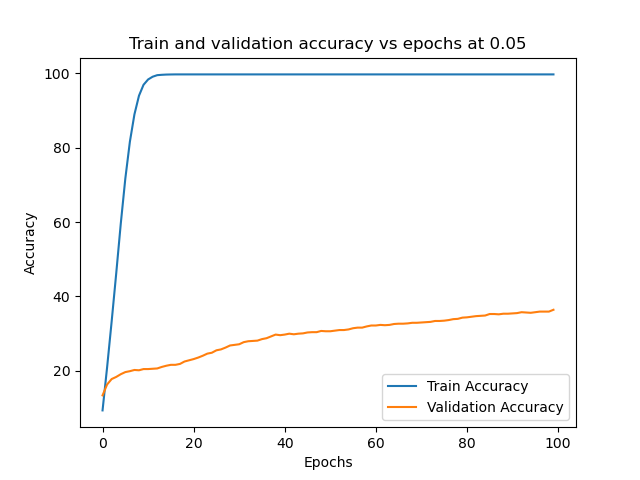 Train and validation accuracy vs epochs at 0.05
Accuracy
100
80
60
40
20
0
20
40
60
80
100
Epochs
Train Accuracy
Validation Accuracy